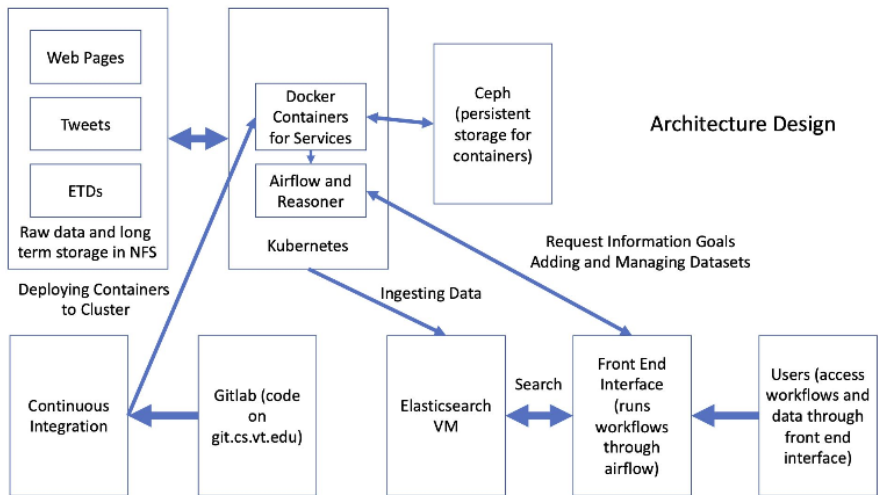 Web Pages
Tweets
ETDs
Raw data and long
term storage in NFS
Docker
Containers
for Services
Airflow and
Reasoner
Kubernetes
Ceph
(persistent
storage for
containers)
Architecture Design
Request Information Goals
Adding and Managing Datasets
Deploying Containers
to Cluster
Ingesting Data
Continuous
Integration
Gitlab (code
on
git.cs.vt.edu)
Elasticsearch
VM
Search
Front End
Interface
(runs
workflows
through
airflow)
Users (access
workflows and
data through
front end
interface)